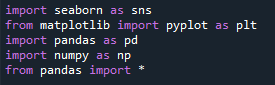 import seaborn as sns
from matplotlib import pyplot as plt
import pandas as pd
import numpy as np
from pandas import *